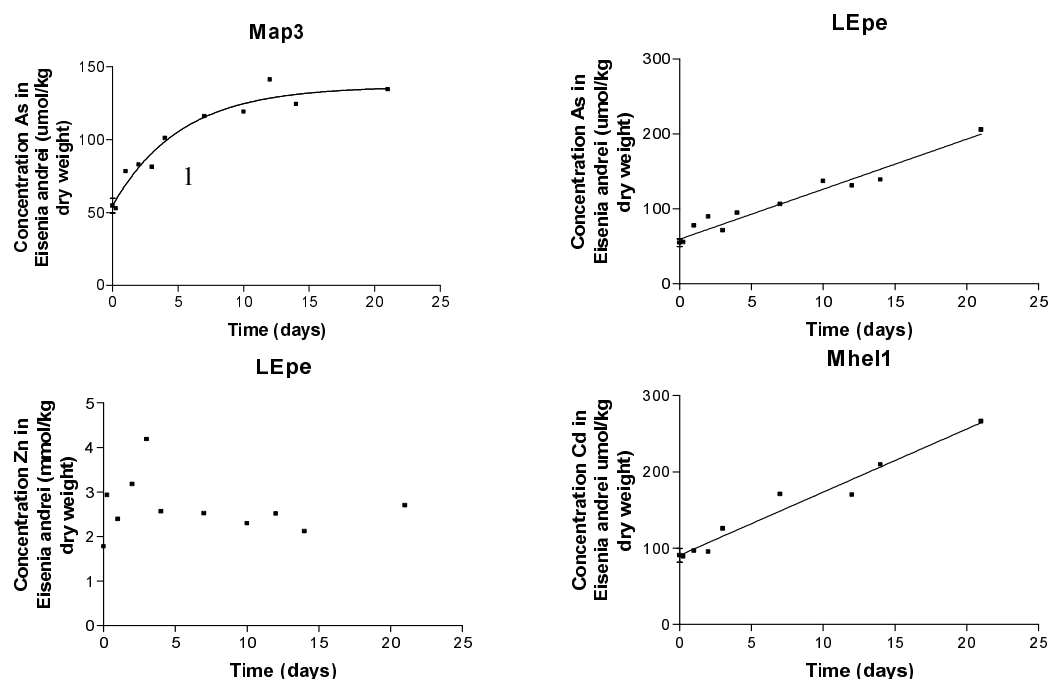 Map3
Concentration As in
Eisenia andrei (umol/kg
dry weight)
150
100
50
0
1
0 5 10 15 20 25
Time (days)
LEpe
Concentration As in
Eisenia andrei (umol/kg
dry weight)
300
200
100
0
0 5 10 15 20 25
Time (days)
LEpe
Concentration Zn in
Eisenia andrei (mmol/kg
dry weight)
5
4
3
2
1
0
0 5 10 15 20 25
Time (days)
Mhel1
Concentration Cd in
Eisenia andrei umol/kg
dry weight)
300
200
100
0
0 5 10 15 20 25
Time (days)